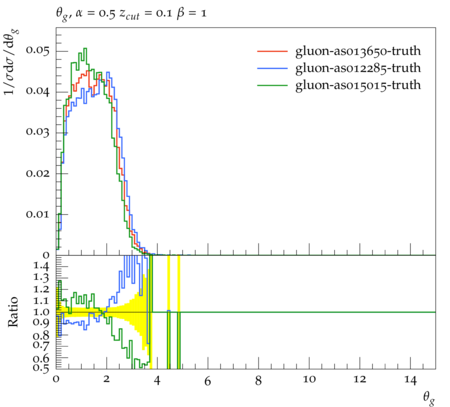 θg, α = 0.5 zcut = 0.1 β = 1
1/σ dσ/dθg
0.05
0.04
0.03
0.02
0.01
0
gluon-as013650-truth
gluon-as012285-truth
gluon-as015015-truth
Ratio
1.4
1.3
1.2
1.1
1.0
0.9
0.8
0.7
0.6
0.5
0 2 4 6 8 10 12 14
θg